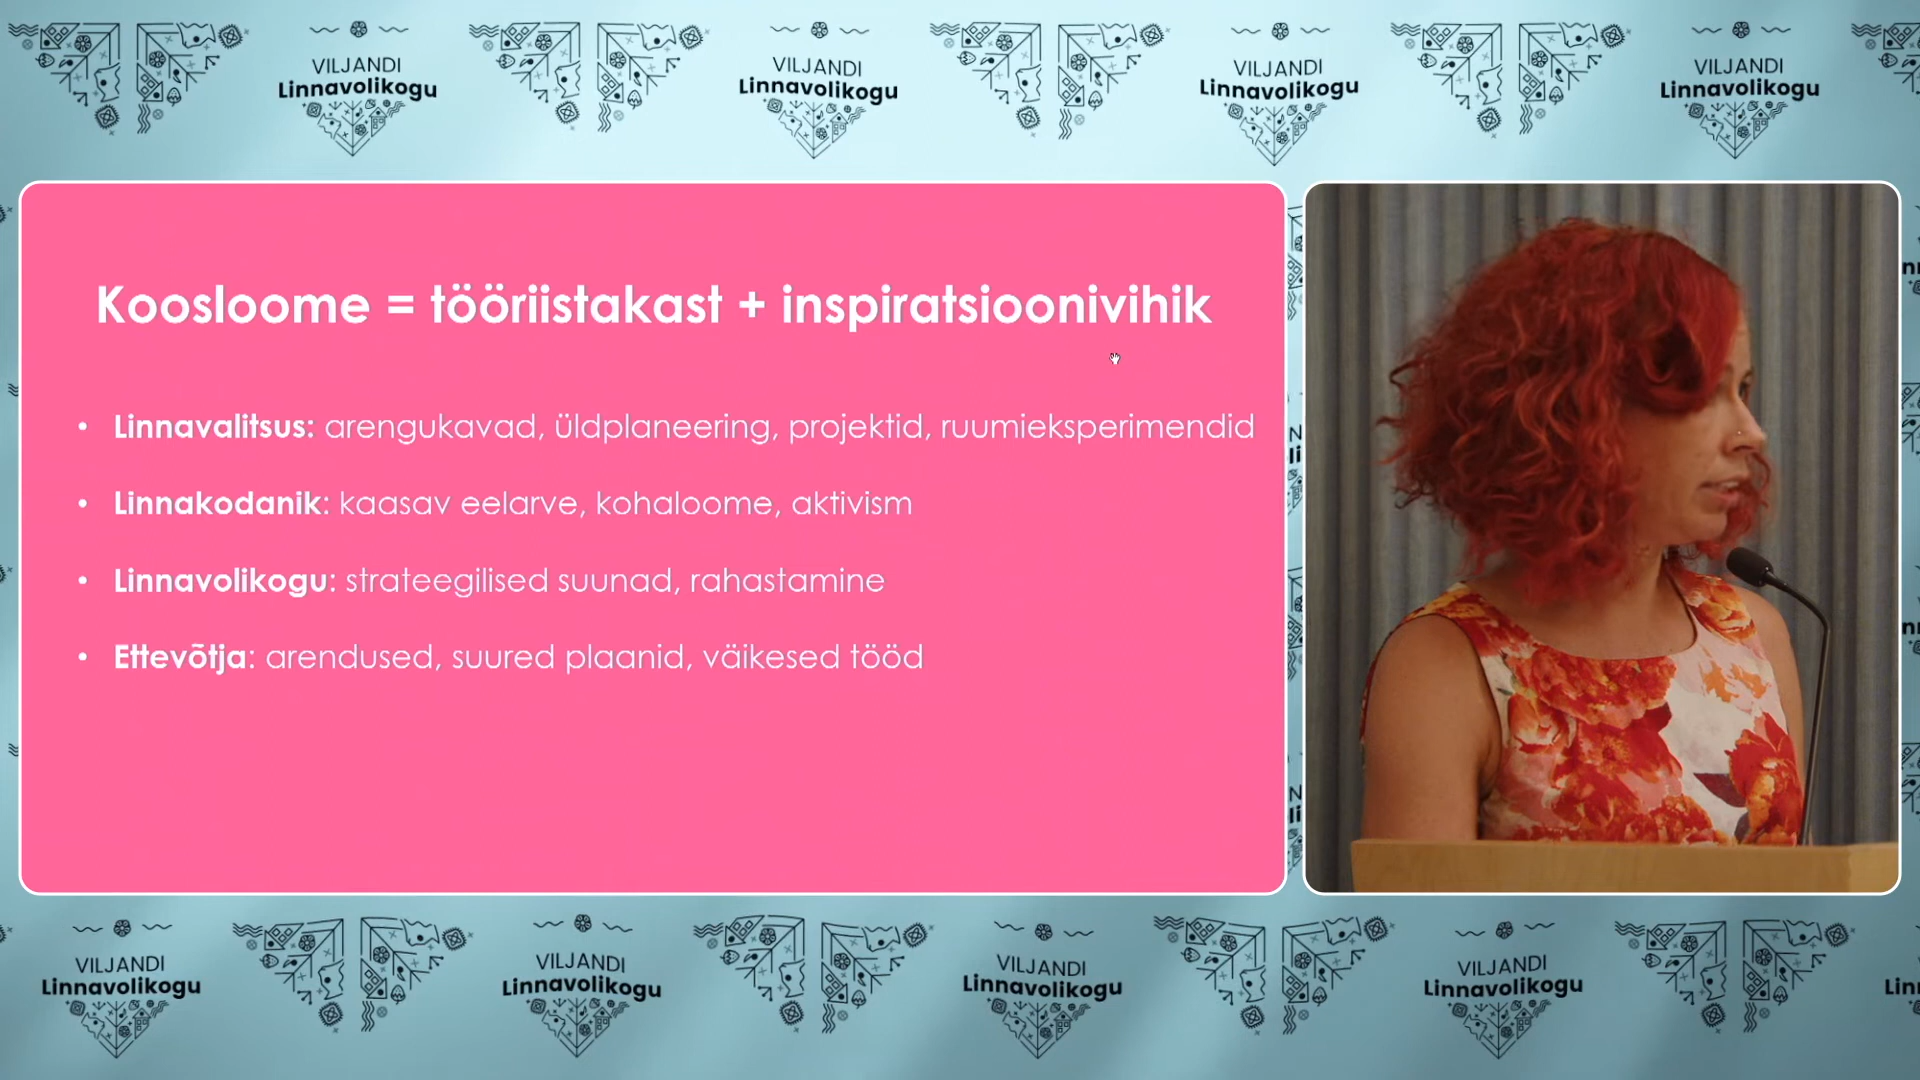 VILJANDI
Linnavolikogu
VILJANDI
Linnavolikogu
VILJANDI
Linnavolikogu
VILJANDI
Linnavolikogu
Koosloome = tööriistakast + inspiratsioonivihik
• Linnavalitsus: arengukavad, üldplaneering, projektid, ruumieksperimendid
• Linnakodanik: kaasav eelarve, kohaloome, aktivism
• Linnavolikogu: strateegilised suunad, rahastamine
• Ettevõtja: arendused, suured plaanid, väikesed tööd
VILJANDI
Linnavolikogu
VILJANDI
Linnavolikogu
VILJANDI
Linnavolikogu
VILJANDI
Linnavolikogu